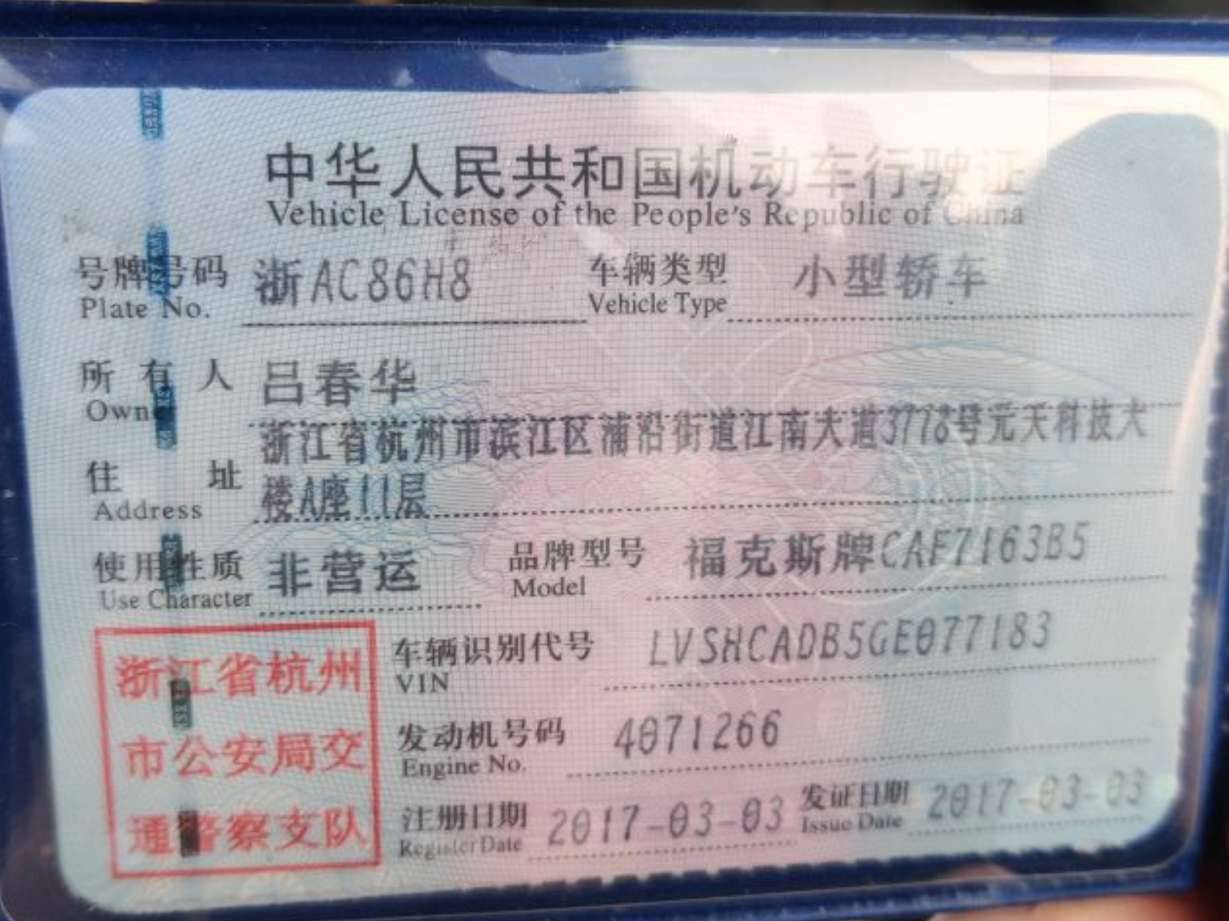 中华人民共和国机动车行驶证
Vehicle License of the People's Republic of China
号牌号码 浙AC86H8 车辆类型 小型轿车
Plate No. Vehicle Type
所有人 吕春华
Owner
浙江省杭州市滨江区浦沿街道江南大道3778号元天科技大
住址 楼A座11层
Address
使用性质 非营运 品牌型号 福克斯牌CAF7163B5
Use Character Model
车辆识别代号 LVSHCADB5GE077183
VIN
发动机号码 4071266
Engine No.
注册日期 2017-03-03 发证日期 2017-03-03
Register Date Issue Date
浙江省杭州
市公安局交
通警察支队